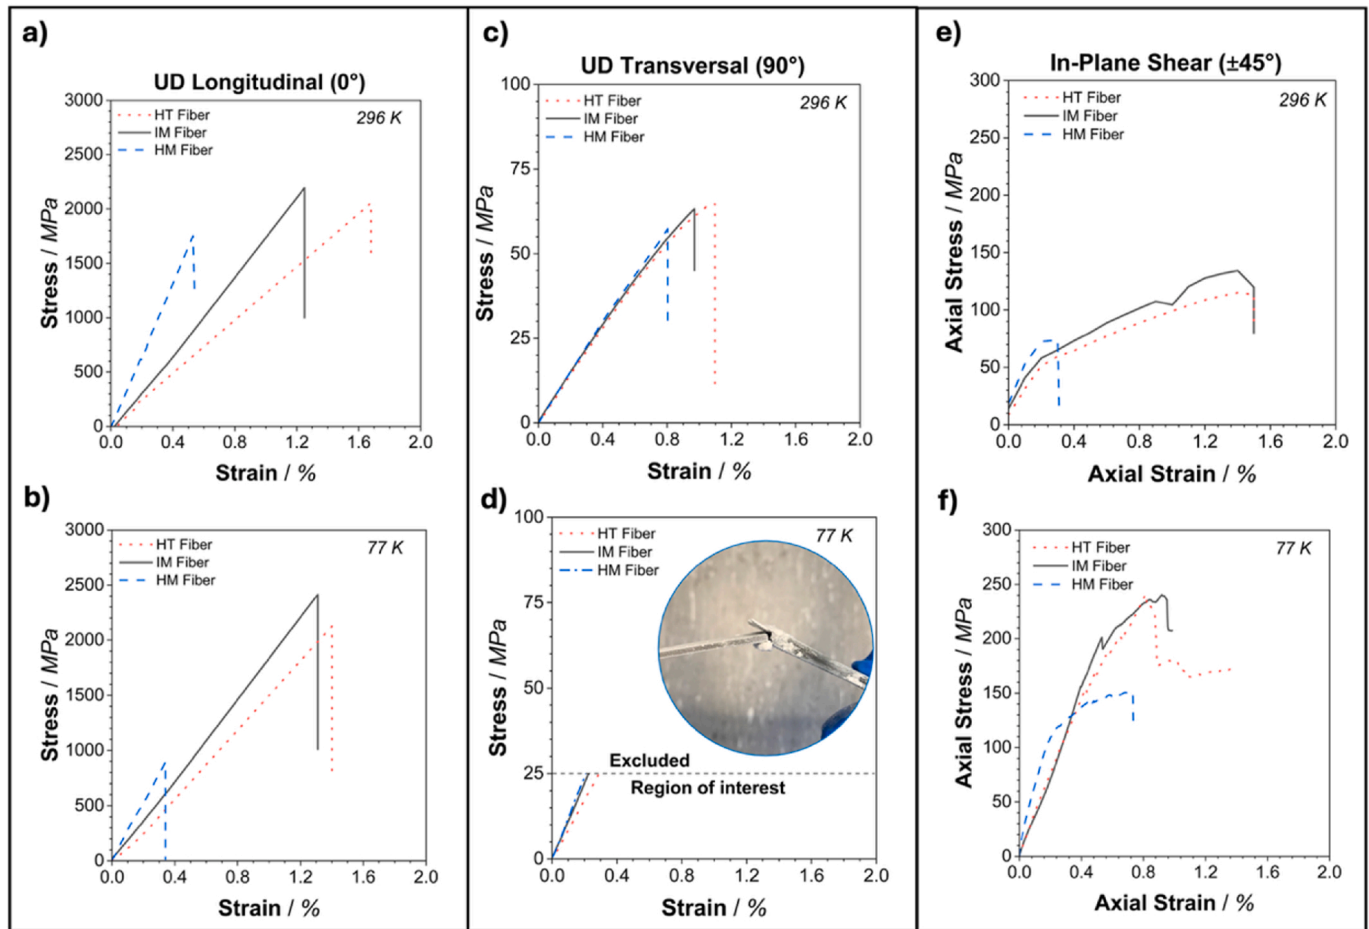 a)
UD Longitudinal (0°)
3000
2500
2000
1500
1000
500
0
Stress / MPa
HT Fiber
IM Fiber
HM Fiber
296 K
0.0 0.4 0.8 1.2 1.6 2.0
Strain / %
b)
3000
2500
2000
1500
1000
500
0
Stress / MPa
HT Fiber
IM Fiber
HM Fiber
77 K
0.0 0.4 0.8 1.2 1.6 2.0
Strain / %
c)
UD Transversal (90°)
100
75
50
25
0
Stress / MPa
HT Fiber
IM Fiber
HM Fiber
296 K
0.0 0.4 0.8 1.2 1.6 2.0
Strain / %
d)
100
75
50
25
0
Stress / MPa
HT Fiber
IM Fiber
HM Fiber
77 K
Excluded
Region of interest
0.0 0.4 0.8 1.2 1.6 2.0
Strain / %
e)
In-Plane Shear (±45°)
300
250
200
150
100
50
0
Axial Stress / MPa
HT Fiber
IM Fiber
HM Fiber
296 K
0.0 0.4 0.8 1.2 1.6 2.0
Axial Strain / %
f)
300
250
200
150
100
50
0
Axial Stress / MPa
HT Fiber
IM Fiber
HM Fiber
77 K
0.0 0.4 0.8 1.2 1.6 2.0
Axial Strain / %